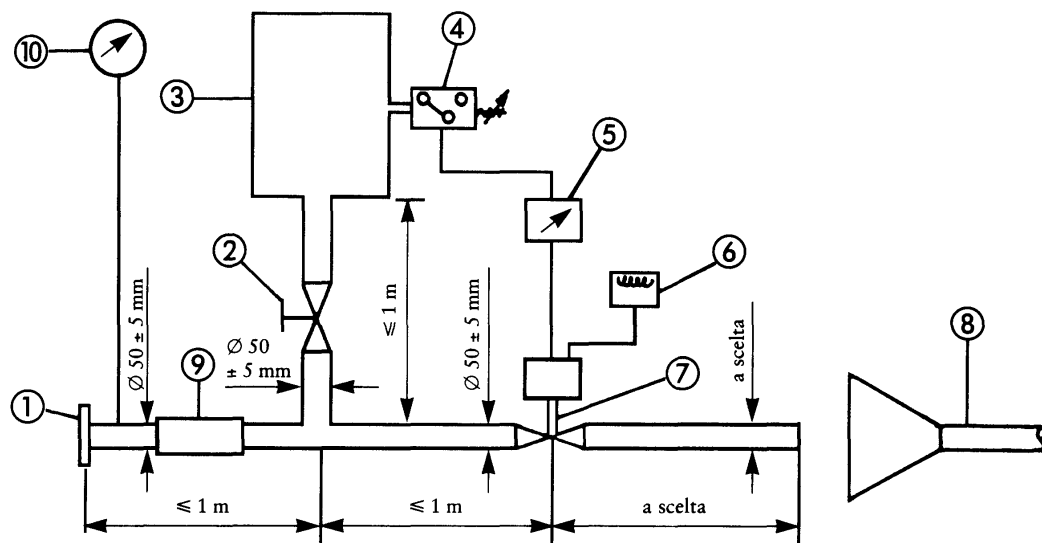 10
3
4
5
2
6
≤ 1 m
Ø 50 ± 5 mm
Ø 50 ± 5 mm
Ø 50
± 5 mm
9
7
a scelta
8
1
≤ 1 m
≤ 1 m
a scelta